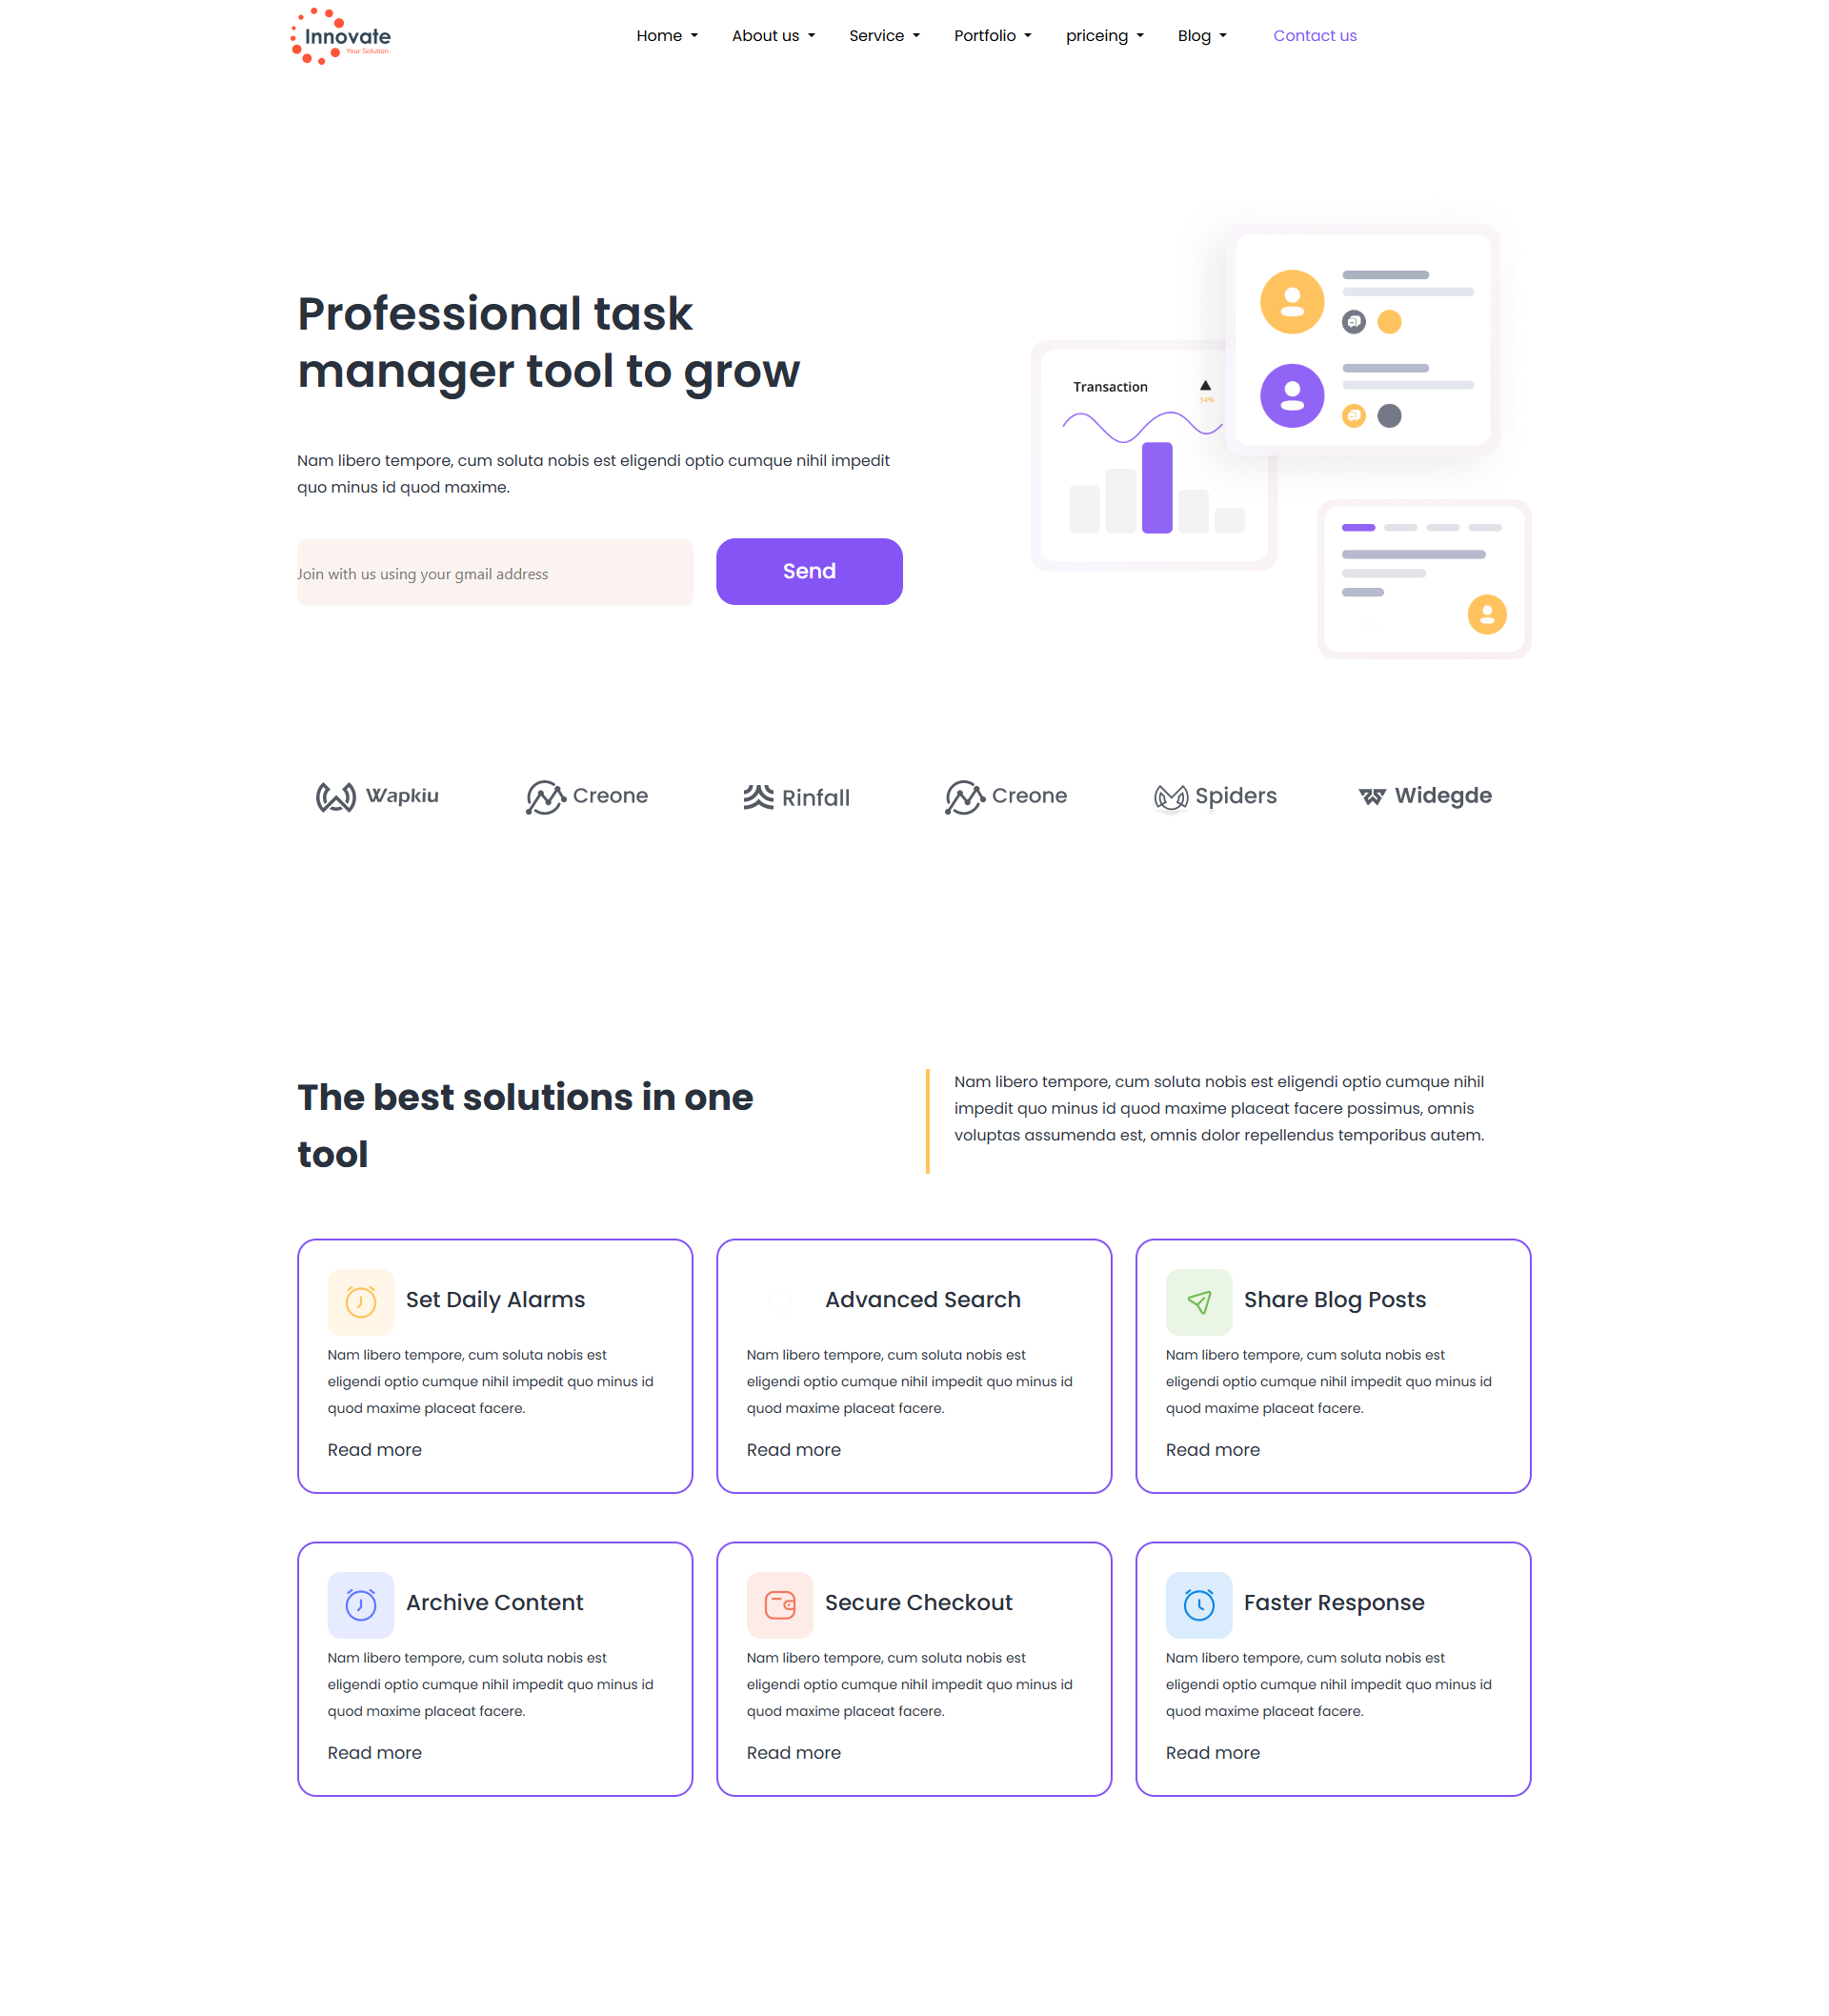 Innovate
Your Solution
Home
About us
Service
Portfolio
priceing
Blog
Contact us
Professional task
manager tool to grow
Nam libero tempore, cum soluta nobis est eligendi optio cumque nihil impedit
quo minus id quod maxime.
Join with us using your gmail address
Send
Transaction
34%
Wapkiu
Creone
Rinfall
Creone
Spiders
Widegde
The best solutions in one
tool
Nam libero tempore, cum soluta nobis est eligendi optio cumque nihil
impedit quo minus id quod maxime placeat facere possimus, omnis
voluptas assumenda est, omnis dolor repellendus temporibus autem.
Set Daily Alarms
Nam libero tempore, cum soluta nobis est
eligendi optio cumque nihil impedit quo minus id
quod maxime placeat facere.
Read more
Advanced Search
Nam libero tempore, cum soluta nobis est
eligendi optio cumque nihil impedit quo minus id
quod maxime placeat facere.
Read more
Share Blog Posts
Nam libero tempore, cum soluta nobis est
eligendi optio cumque nihil impedit quo minus id
quod maxime placeat facere.
Read more
Archive Content
Nam libero tempore, cum soluta nobis est
eligendi optio cumque nihil impedit quo minus id
quod maxime placeat facere.
Read more
Secure Checkout
Nam libero tempore, cum soluta nobis est
eligendi optio cumque nihil impedit quo minus id
quod maxime placeat facere.
Read more
Faster Response
Nam libero tempore, cum soluta nobis est
eligendi optio cumque nihil impedit quo minus id
quod maxime placeat facere.
Read more